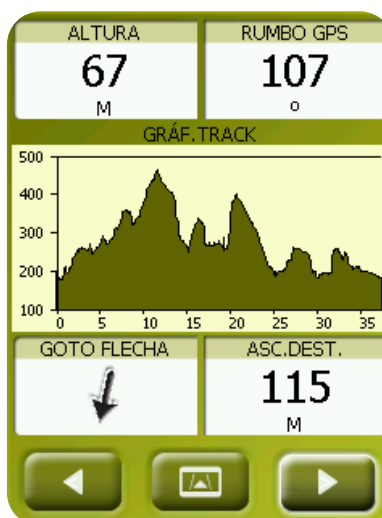 ALTURA
67
M
RUMBO GPS
107
º
GRÁF.TRACK
500
400
300
200
100
0 5 10 15 20 25 30 35
GOTO FLECHA
ASC.DEST.
115
M